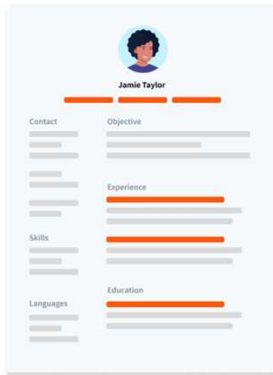 Jamie Taylor
Contact
Objective
Experience
Skills
Education
Languages